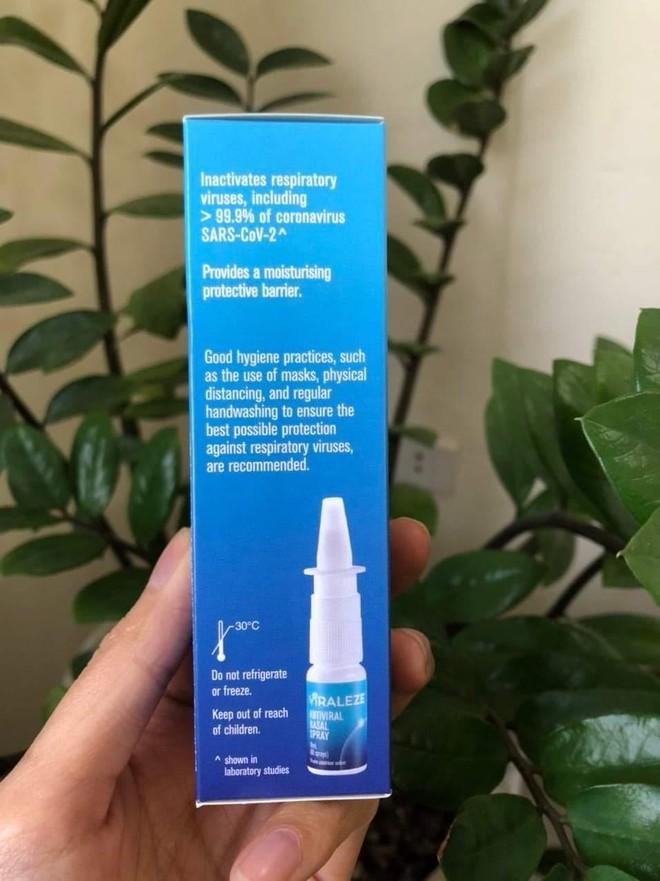 Inactivates respiratory
viruses, including
> 99.9% of coronavirus
SARS-CoV-2^
Provides a moisturising
protective barrier.
Good hygiene practices, such
as the use of masks, physical
distancing, and regular
handwashing to ensure the
best possible protection
against respiratory viruses,
are recommended.
30°C
Do not refrigerate
or freeze.
Keep out of reach
of children.
^ shown in
laboratory studies
VIRALEZE
ANTIVIRAL
NASAL
SPRAY